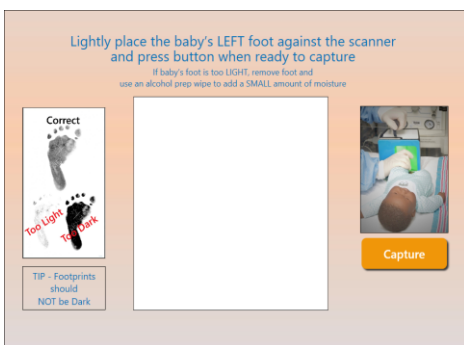 Lightly place the baby's LEFT foot against the scanner
and press button when ready to capture
If baby's foot is too LIGHT, remove foot and
use an alcohol prep wipe to add a SMALL amount of moisture
Correct
Too Light
Too Dark
TIP - Footprints
should
NOT be Dark
Capture